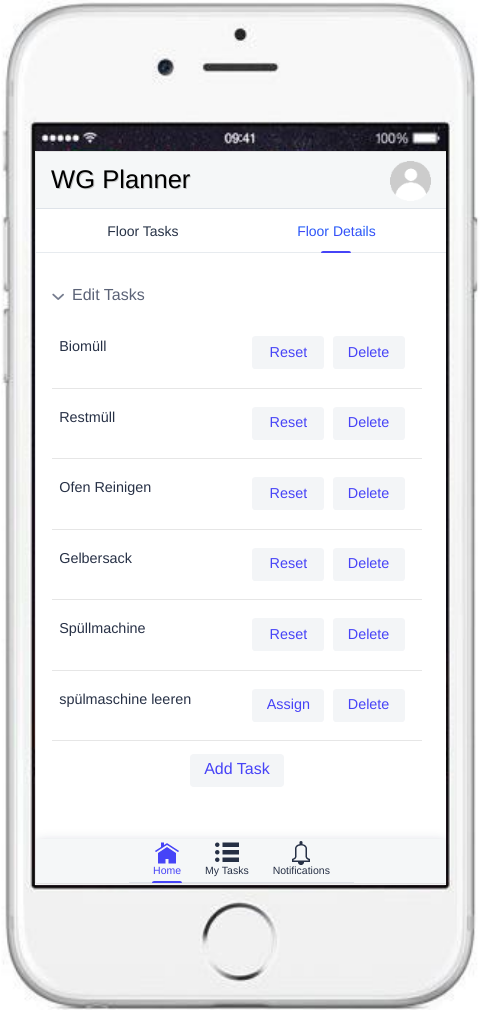 09:41 100%
WG Planner
Floor Tasks Floor Details
Edit Tasks
Biomüll Reset Delete
Restmüll Reset Delete
Ofen Reinigen Reset Delete
Gelbersack Reset Delete
Spüllmachine Reset Delete
spülmaschine leeren Assign Delete
Add Task
Home My Tasks Notifications